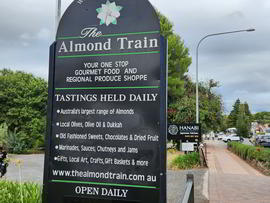 The
Almond Train
YOUR ONE STOP
GOURMET FOOD AND
REGIONAL PRODUCE SHOPPE
TASTINGS HELD DAILY
Australia's largest range of Almonds
Local Olives, Olive Oil & Dukkah
Old Fashioned Sweets, Chocolates & Dried Fruit
Marinades, Sauces, Chutneys & Jams
Gifts, Local Art, Crafts, Gift Baskets & more
www.thealmondtrain.com.au
OPEN DAILY
HANABI